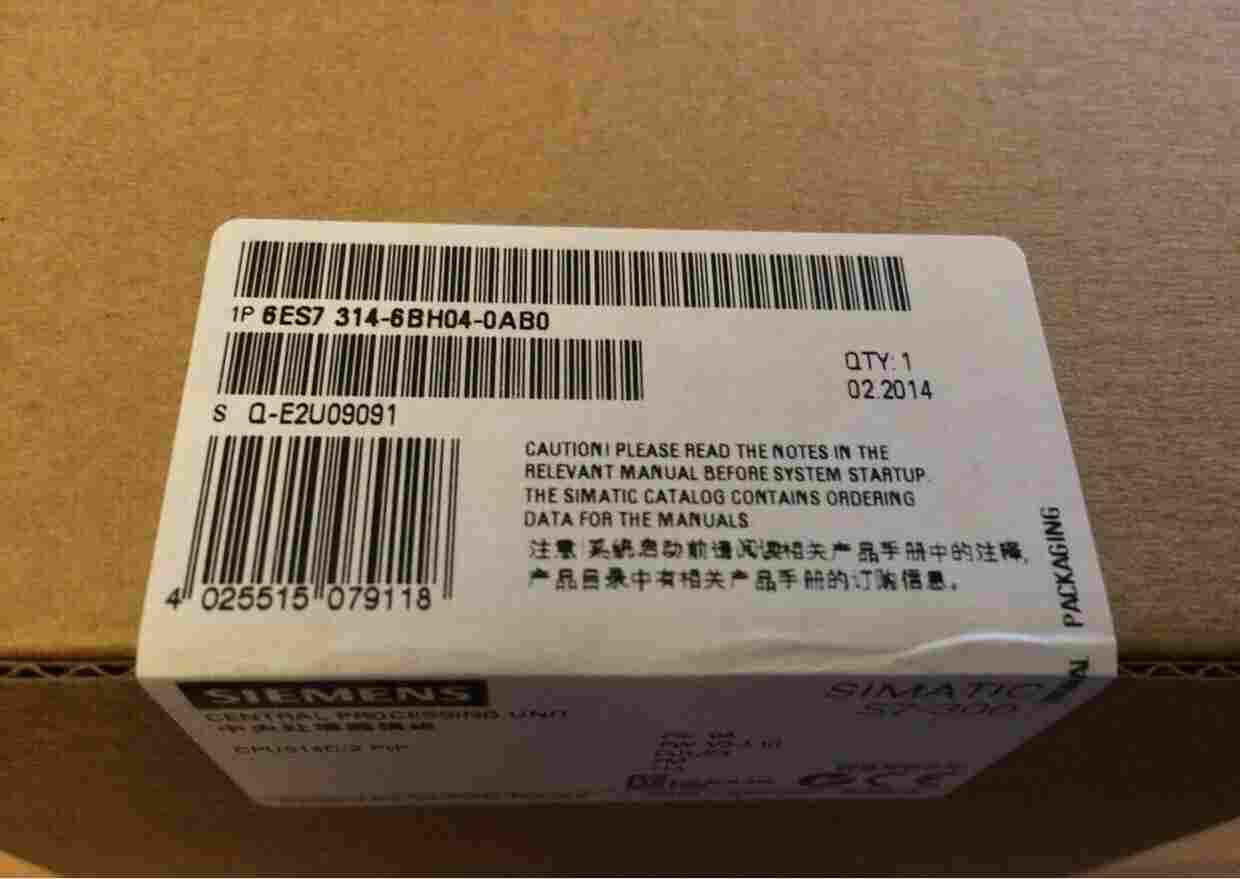 1P 6ES7 314-6BH04-0AB0
QTY: 1
02.2014
S Q-E2U09091
CAUTION! PLEASE READ THE NOTES IN THE
RELEVANT MANUAL BEFORE SYSTEM STARTUP.
THE SIMATIC CATALOG CONTAINS ORDERING
DATA FOR THE MANUALS
注意 系统启动前请阅读相关产品手册中的注释,
产品目录中有相关产品手册的订购信息。
4 025515 079118
PACKAGING
SIEMENS
SIMATIC
S7-300
CENTRAL PROCESSING UNIT
CPU314C-2 PtP
CE